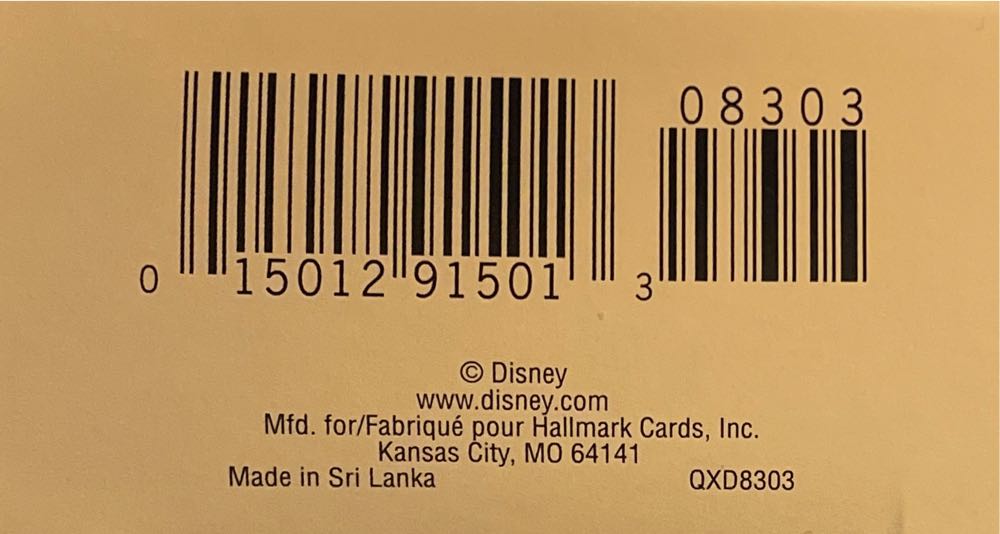 08303
0 15012 91501 3
© Disney
www.disney.com
Mfd. for/Fabriqué pour Hallmark Cards, Inc.
Kansas City, MO 64141
Made in Sri Lanka QXD8303